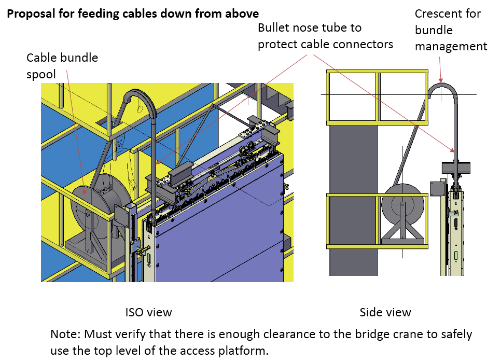 Proposal for feeding cables down from above
Crescent for
bundle
management
Bullet nose tube to
protect cable connectors
Cable bundle
spool
ISO view
Side view
Note: Must verify that there is enough clearance to the bridge crane to safely
use the top level of the access platform.